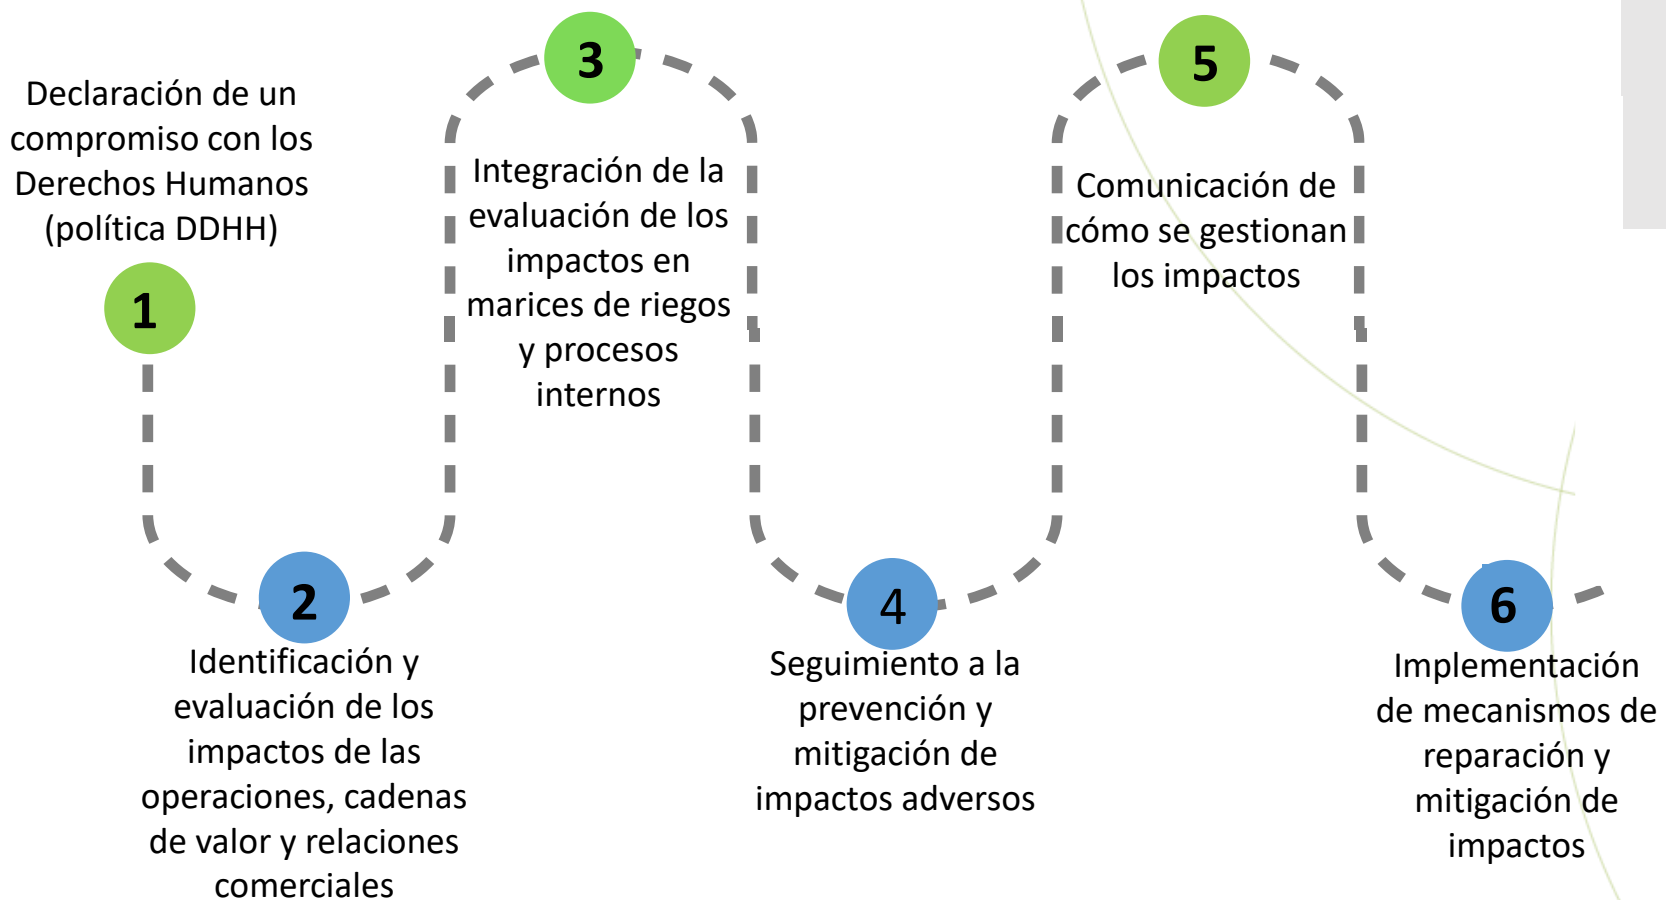 Declaración de un
compromiso con los
Derechos Humanos
(política DDHH)
1
2
Identificación y
evaluación de los
impactos de las
operaciones, cadenas
de valor y relaciones
comerciales
3
Integración de la
evaluación de los
impactos en
marices de riegos
y procesos
internos
4
Seguimiento a la
prevención y
mitigación de
impactos adversos
5
Comunicación de
cómo se gestionan
los impactos
6
Implementación
de mecanismos de
reparación y
mitigación de
impactos